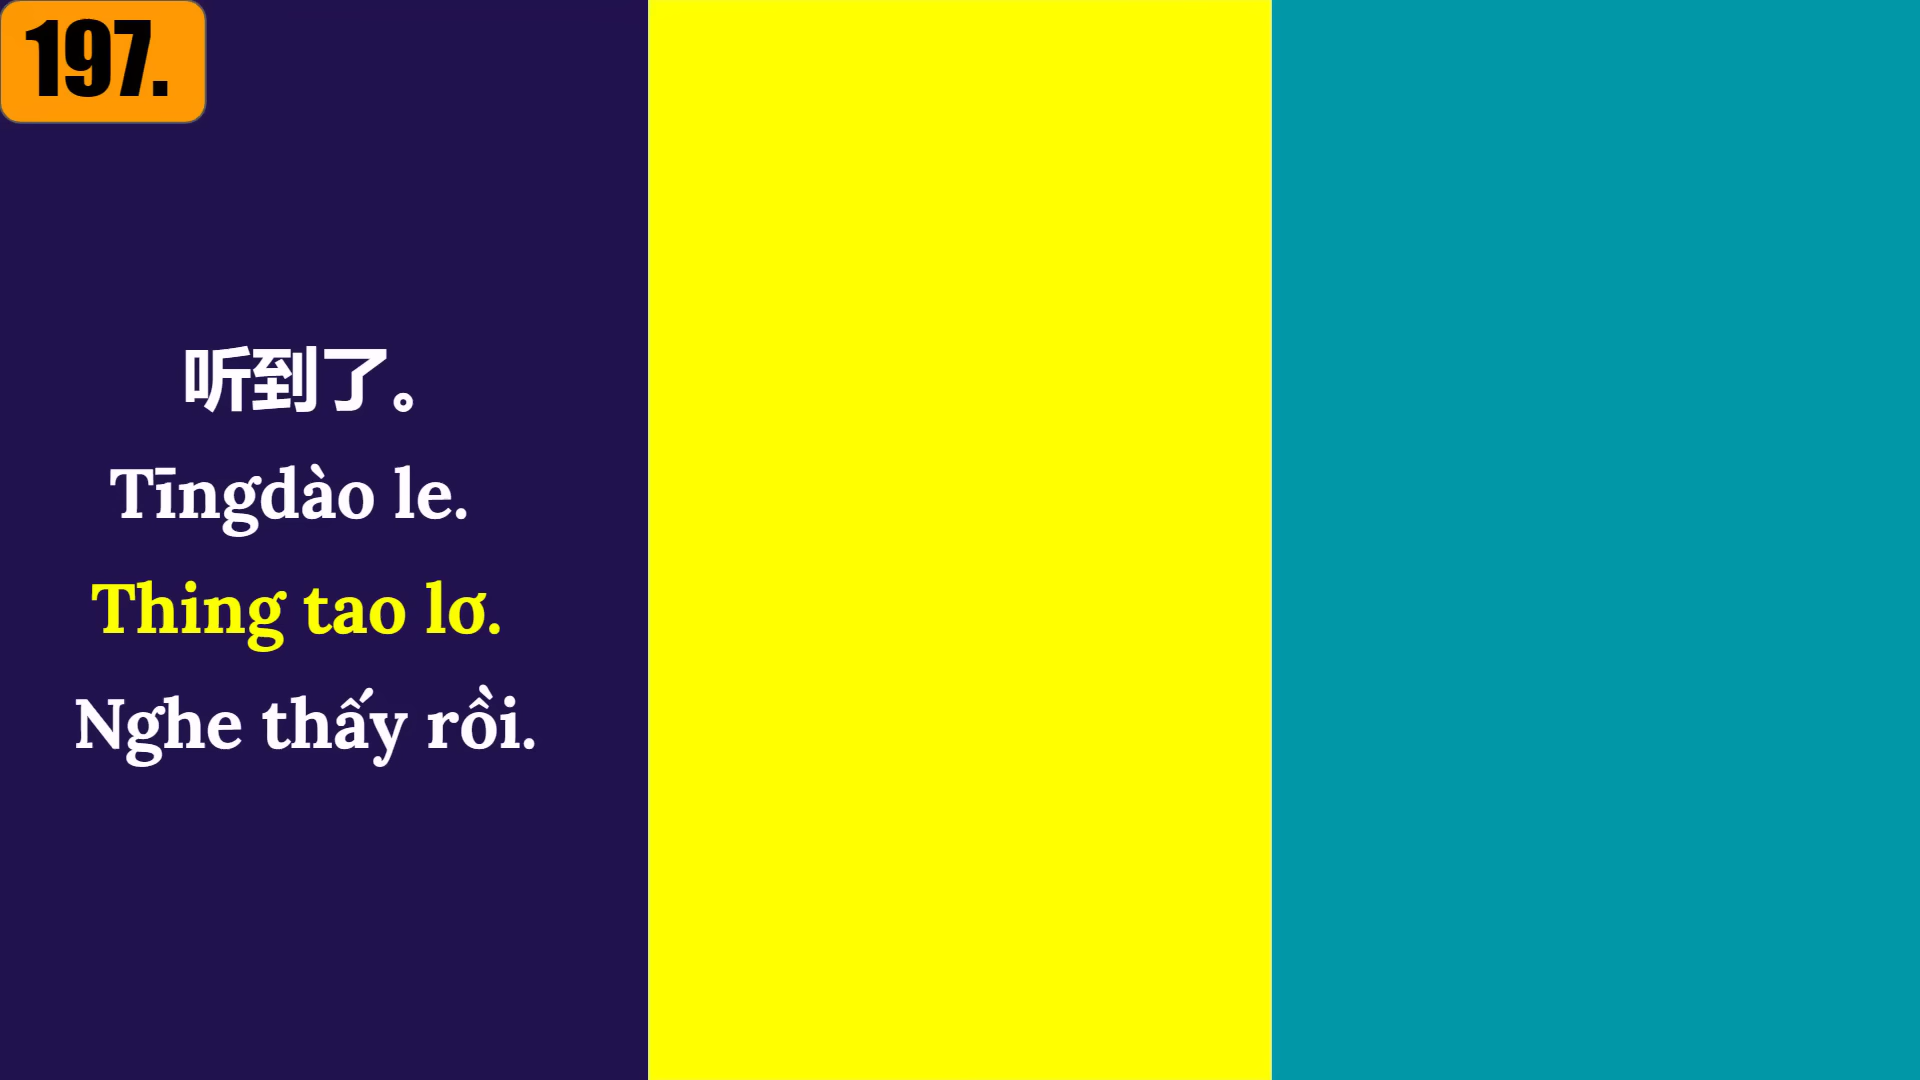 197.
听到了。
Tīngdào le.
Thing tao lơ.
Nghe thấy rồi.